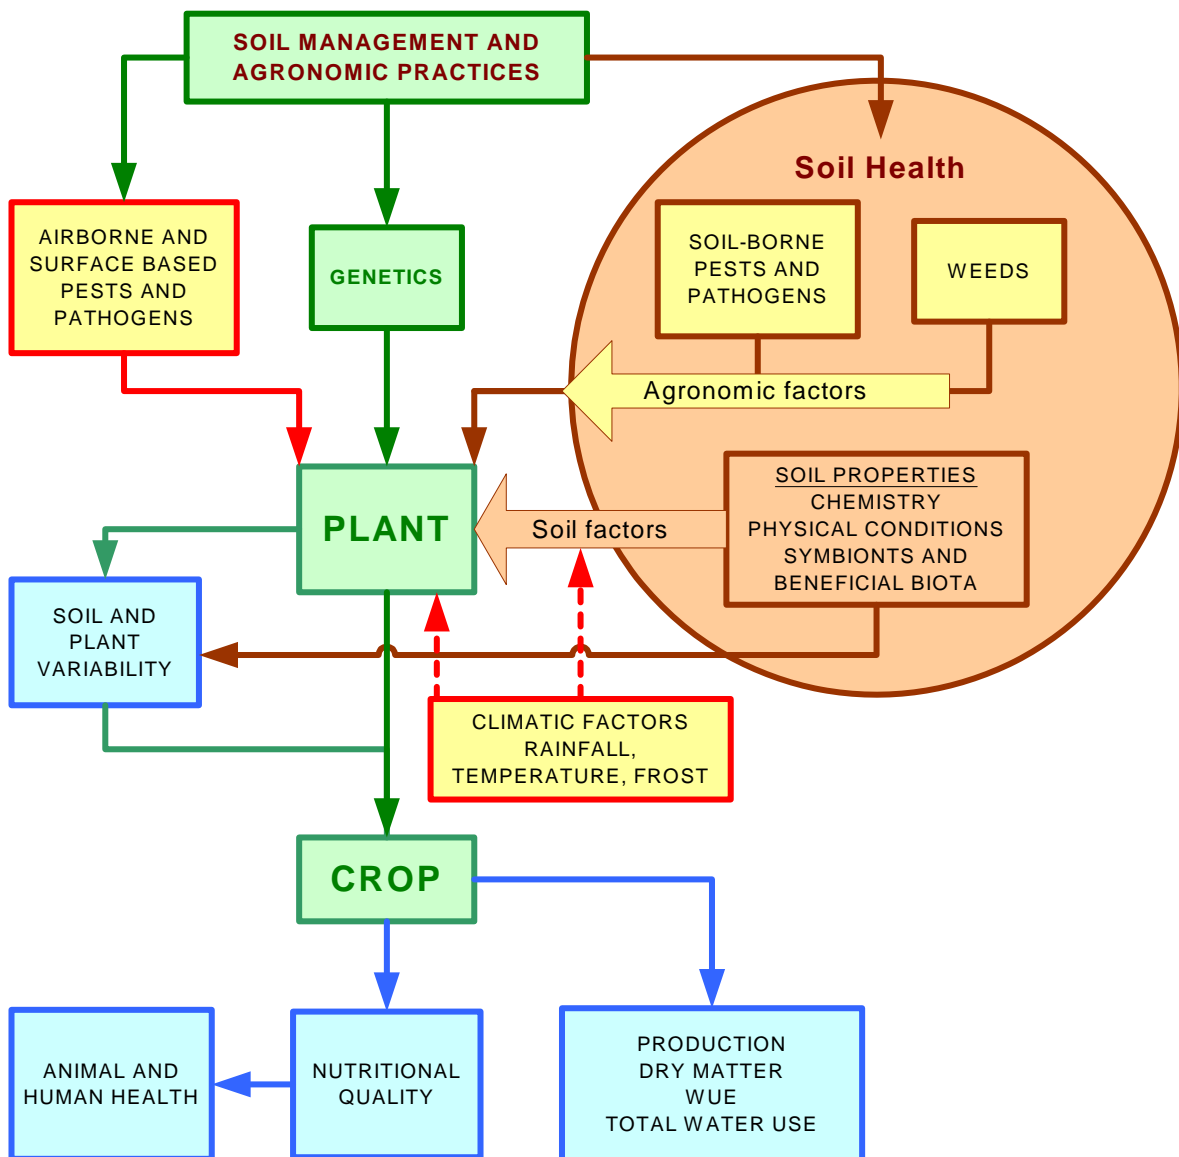 SOIL MANAGEMENT AND
AGRONOMIC PRACTICES
Soil Health
AIRBORNE AND
SURFACE BASED
PESTS AND
PATHOGENS
GENETICS
SOIL-BORNE
PESTS AND
PATHOGENS
WEEDS
Agronomic factors
PLANT
Soil factors
SOIL PROPERTIES
CHEMISTRY
PHYSICAL CONDITIONS
SYMBIONTS AND
BENEFICIAL BIOTA
SOIL AND
PLANT
VARIABILITY
CLIMATIC FACTORS
RAINFALL,
TEMPERATURE, FROST
CROP
ANIMAL AND
HUMAN HEALTH
NUTRITIONAL
QUALITY
PRODUCTION
DRY MATTER
WUE
TOTAL WATER USE